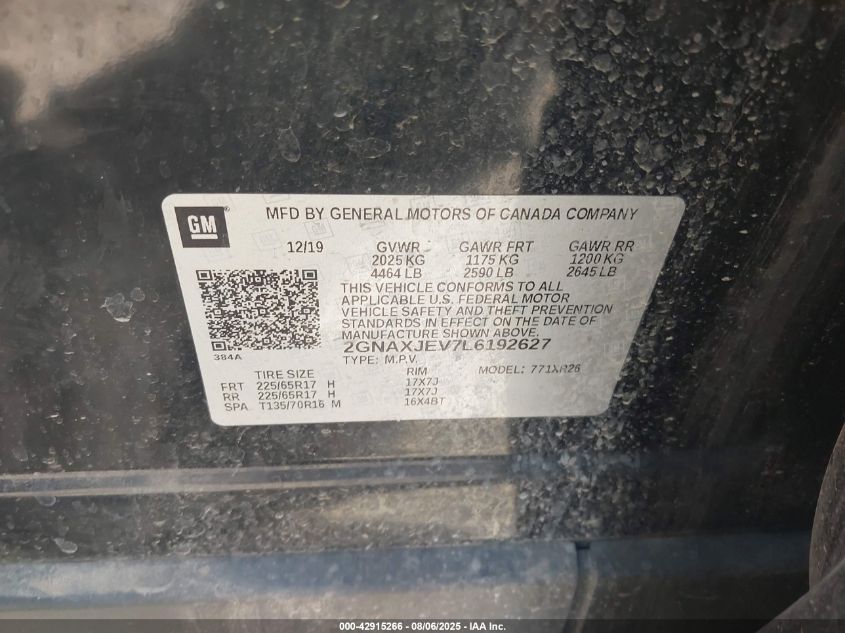 GM®
MFD BY GENERAL MOTORS OF CANADA COMPANY
12/19 GVWR GAWR FRT GAWR RR
2025 KG 1175 KG 1200 KG
4464 LB 2590 LB 2645 LB
THIS VEHICLE CONFORMS TO ALL
APPLICABLE U.S. FEDERAL MOTOR
VEHICLE SAFETY AND THEFT PREVENTION
STANDARDS IN EFFECT ON THE DATE OF
MANUFACTURE SHOWN ABOVE.
384A
2GNAXJEV7L6192627
TYPE: M.P.V.
TIRE SIZE RIM MODEL: 771XR26
FRT 225/65R17 H 17X7J
RR 225/65R17 H 17X7J
SPA T135/70R16 M 16X4BT
000-42915266 - 08/06/2025 - IAA Inc.